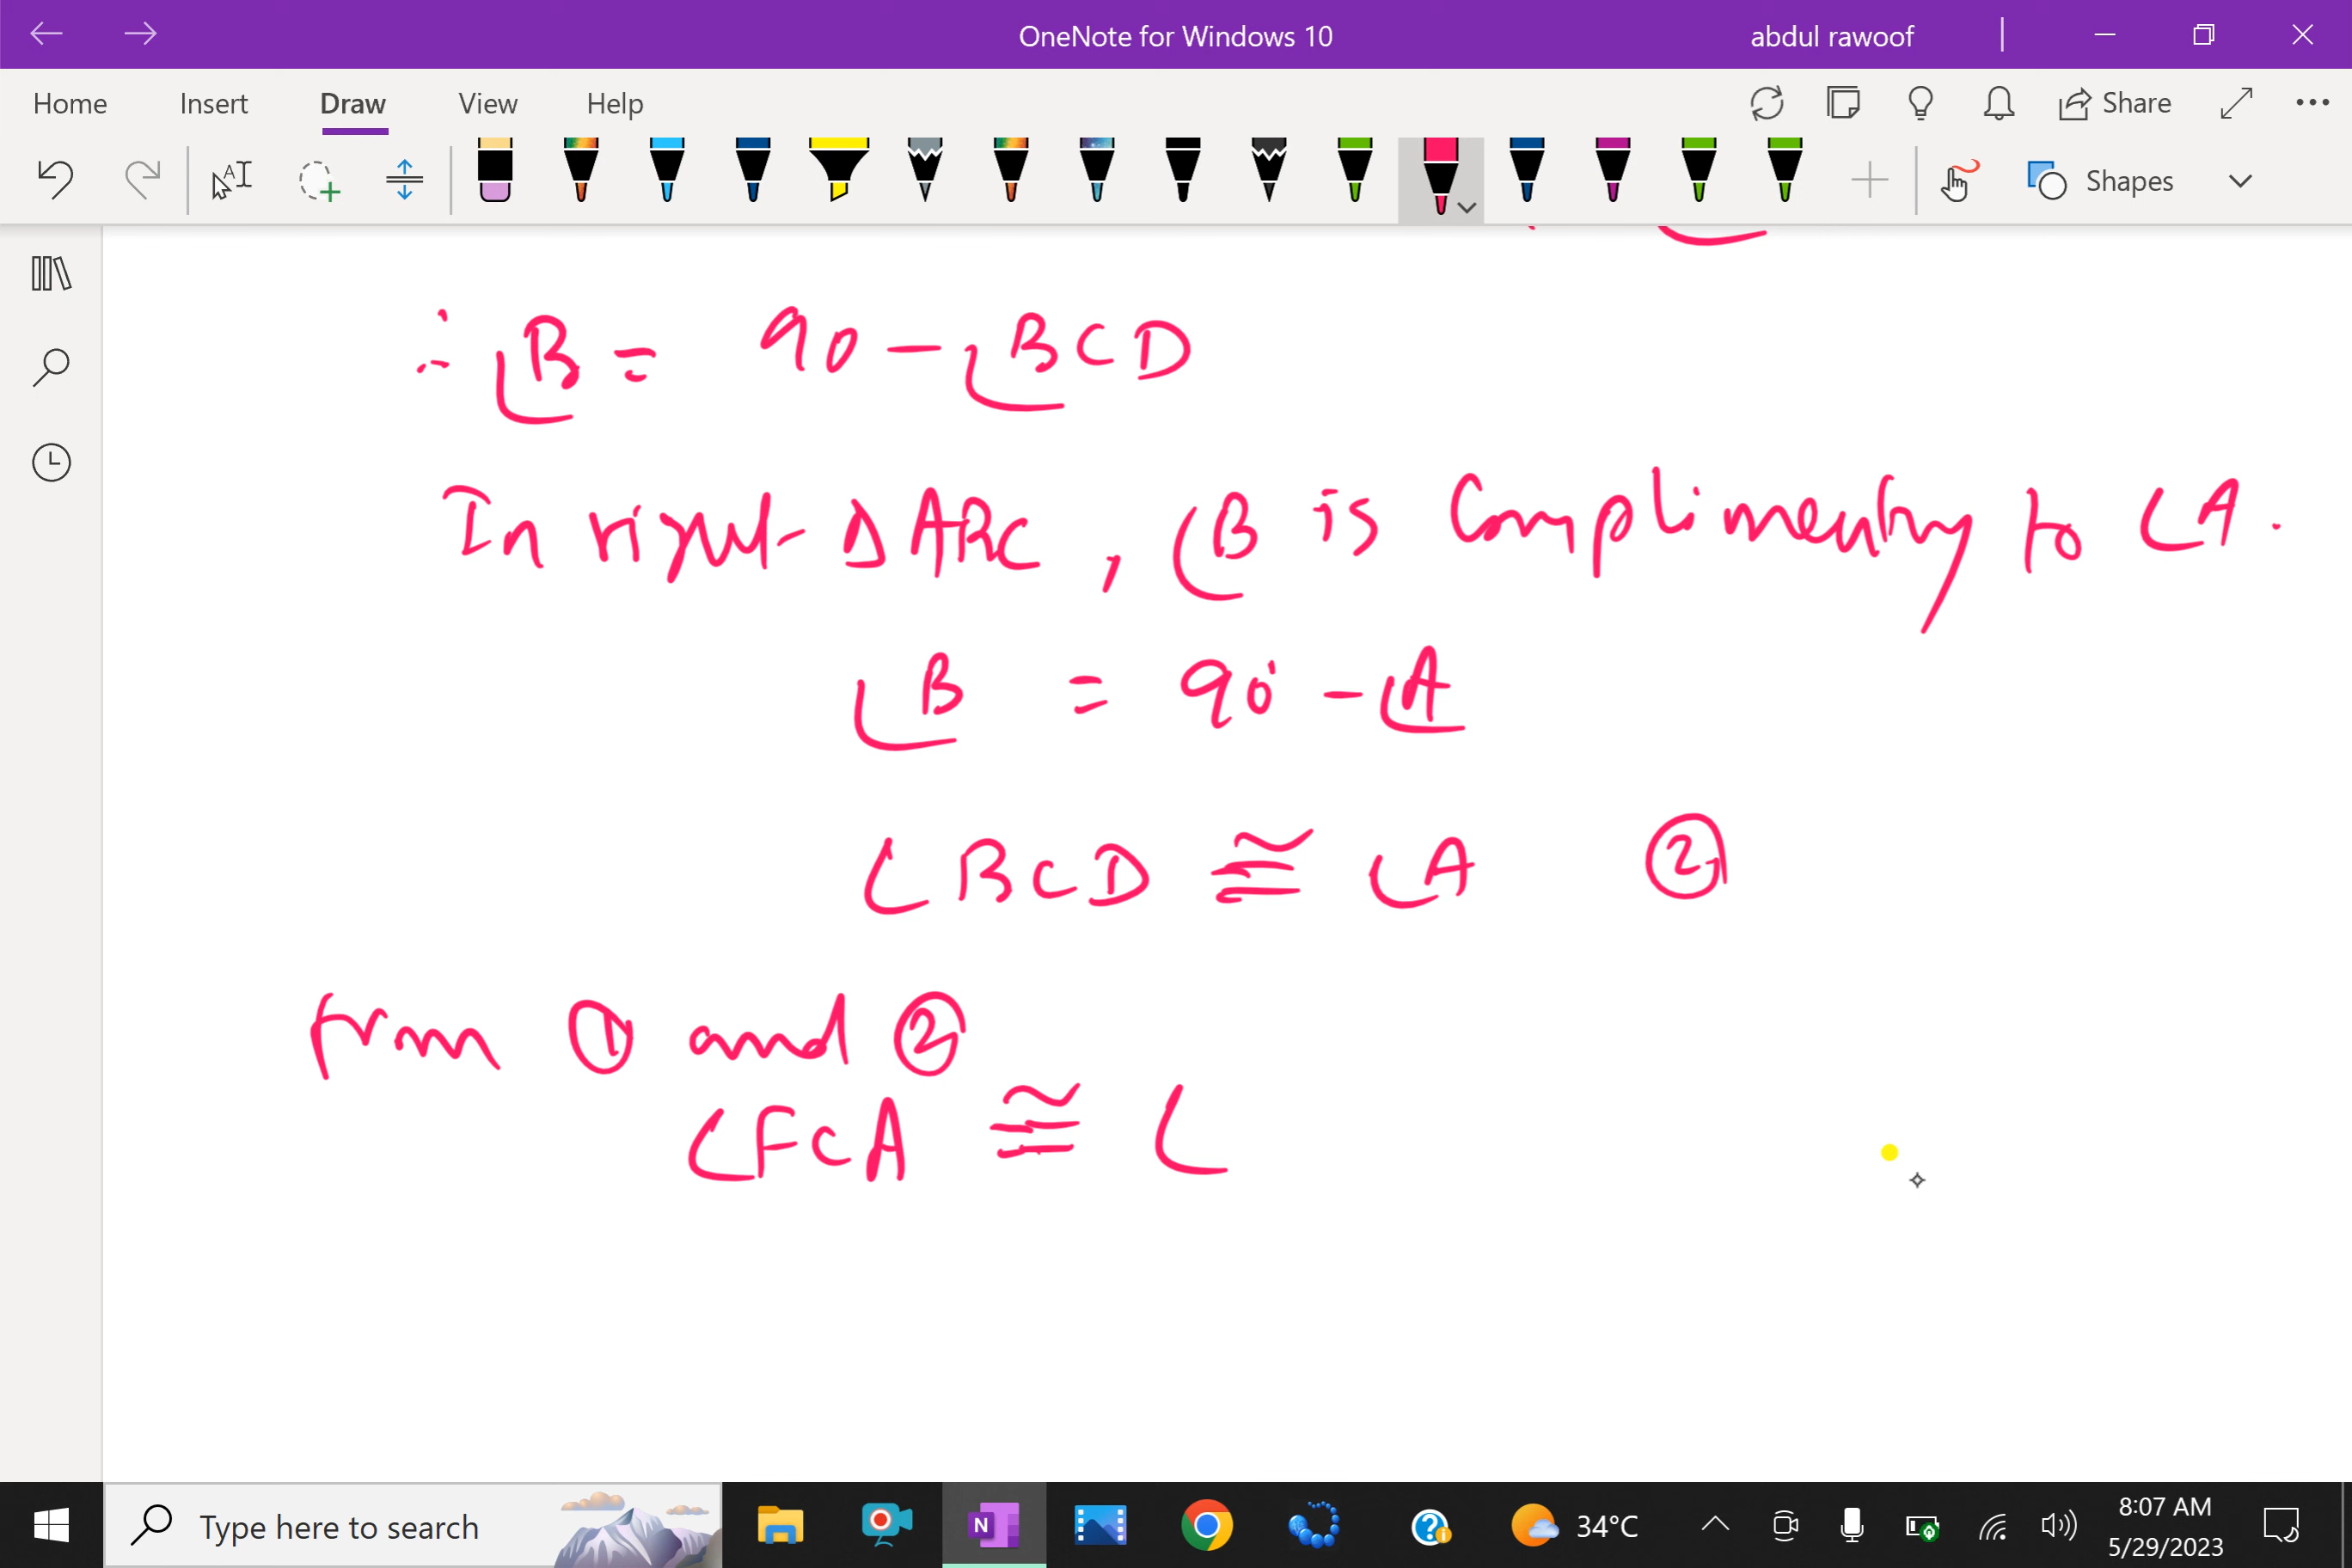 OneNote for Windows 10
abdul rawoof
Home Insert Draw View Help
Share
Shapes
∴ ∠B = 90 - ∠BCD
In right Δ ABC, ∠B is Complimentry to ∠A.
∠B = 90° - ∠A
∠BCD ≅ ∠A ②
from ① and ②
∠FCA ≅ ∠
Type here to search
34°C
8:07 AM
5/29/2023